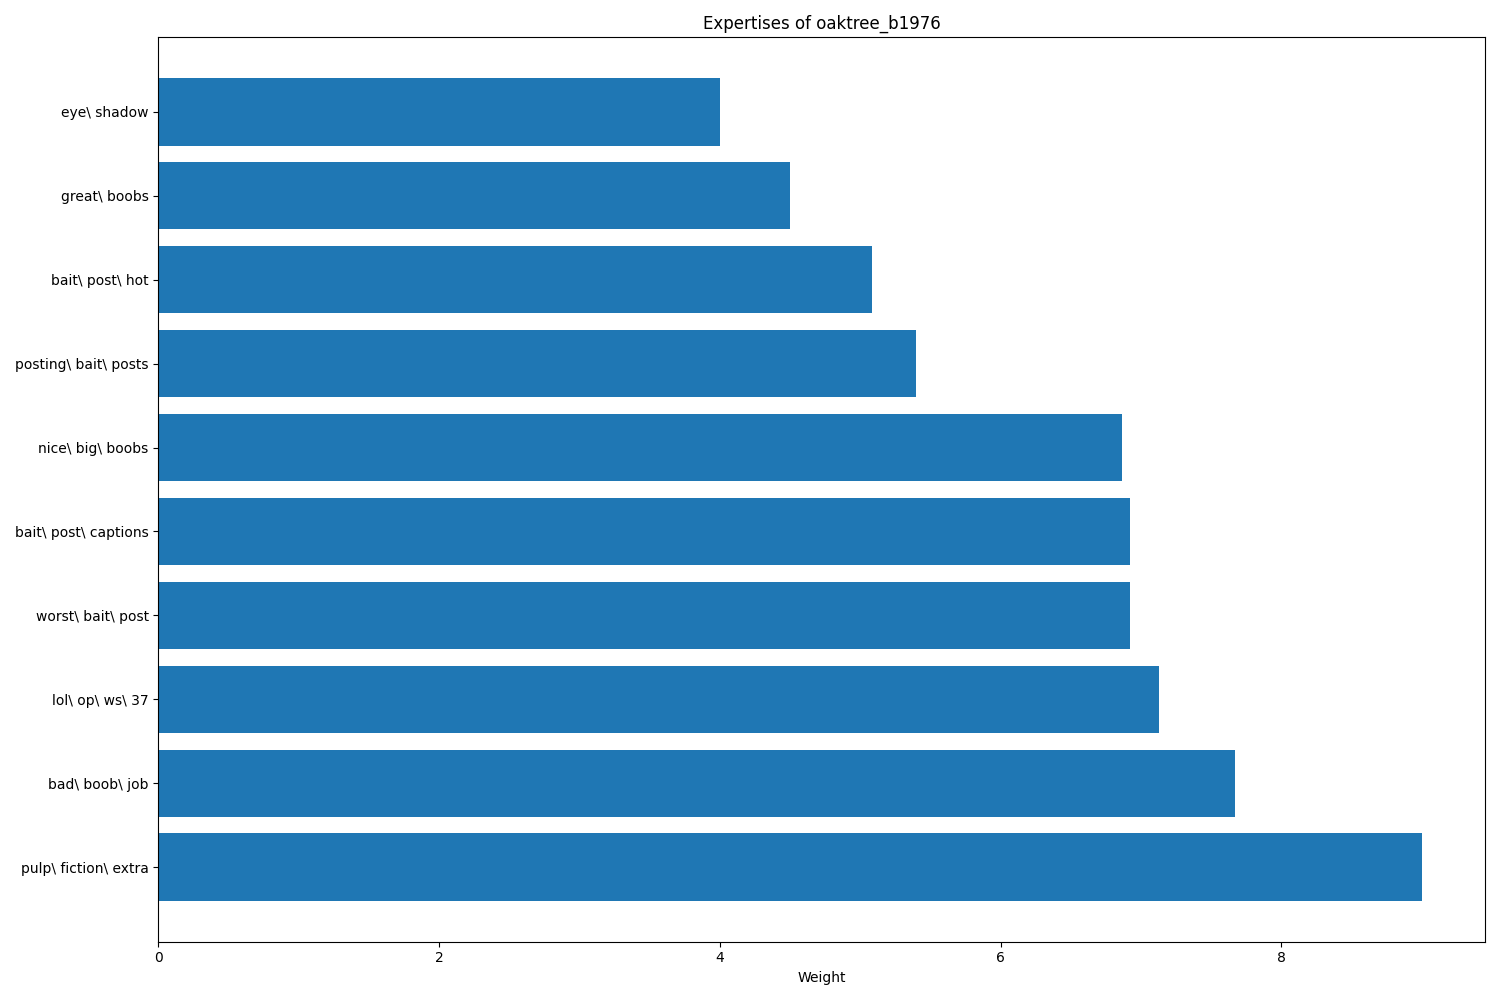 Expertises of oaktree_b1976
eye\ shadow
great\ boobs
bait\ post\ hot
posting\ bait\ posts
nice\ big\ boobs
bait\ post\ captions
worst\ bait\ post
lol\ op\ ws\ 37
bad\ boob\ job
pulp\ fiction\ extra
0 2 4 6 8
Weight